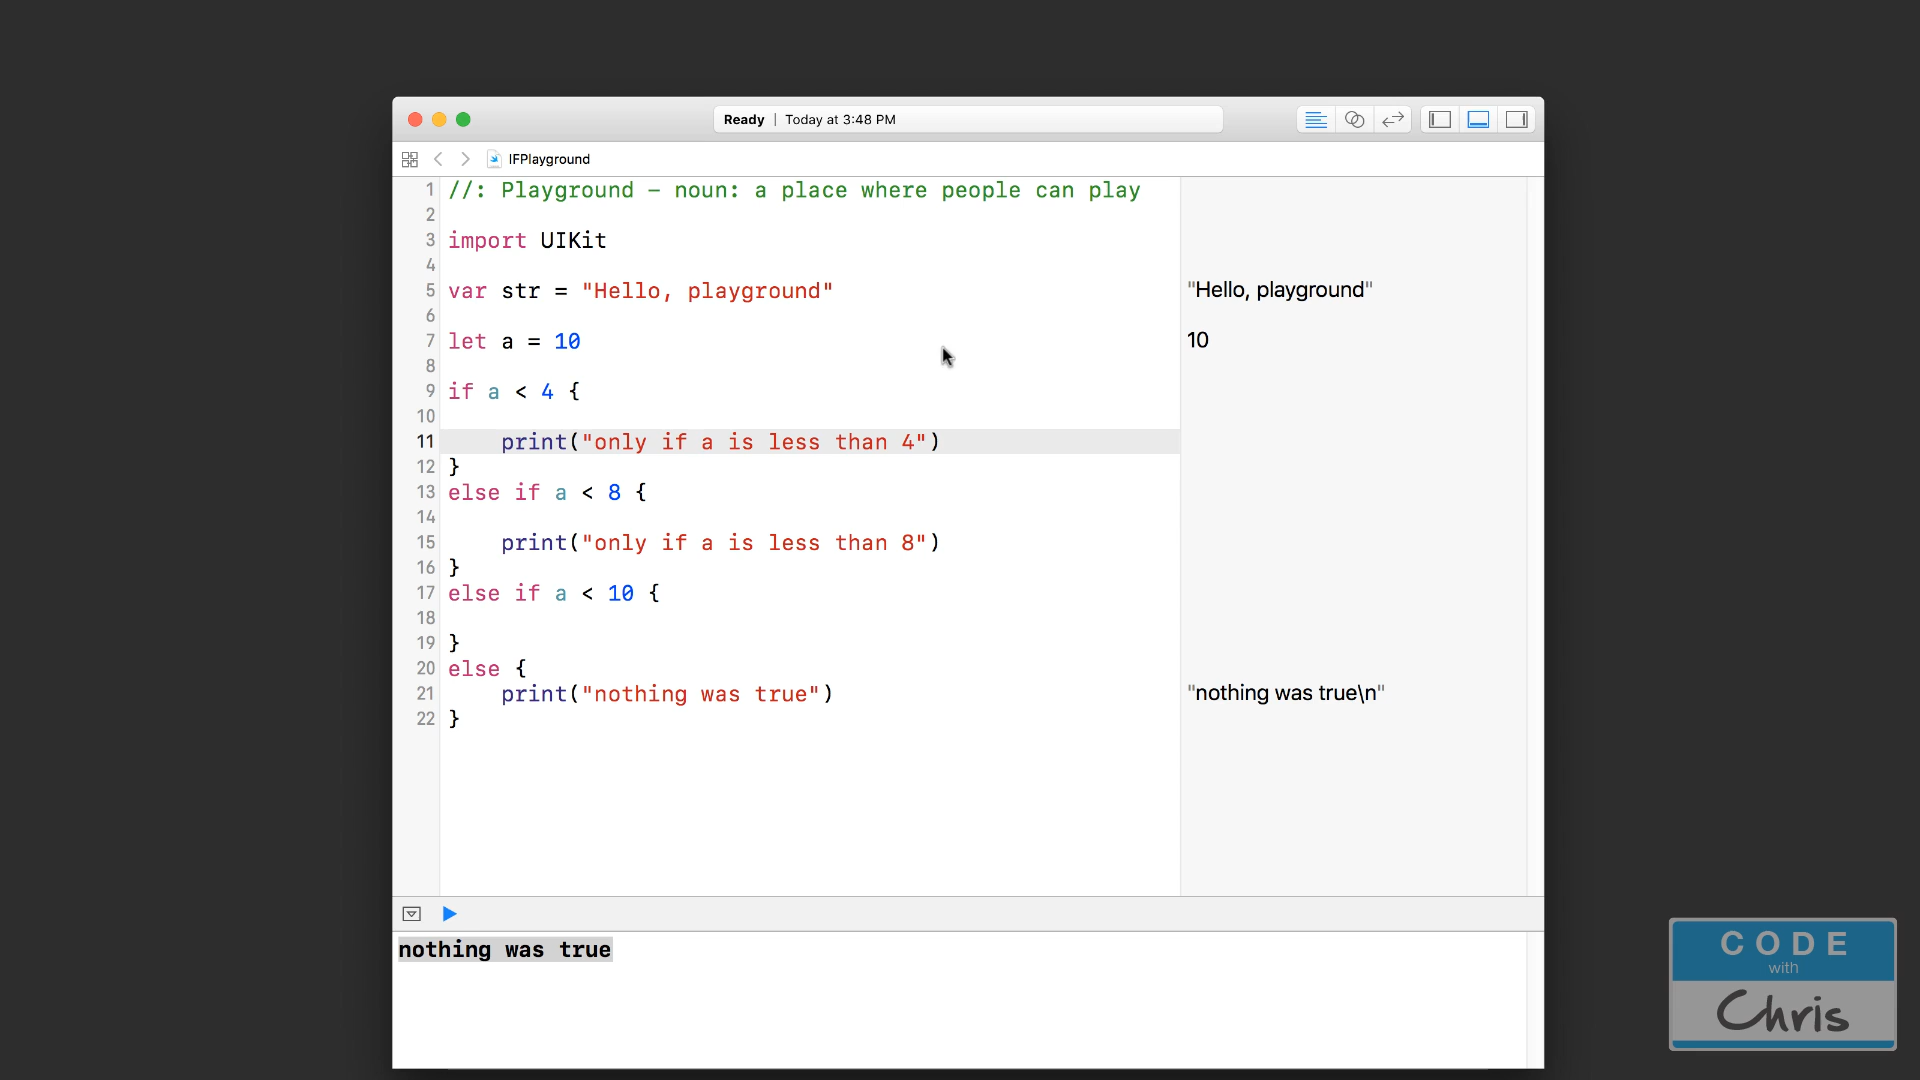 Ready | Today at 3:48 PM
IFPlayground
1 //: Playground – noun: a place where people can play
2
3 import UIKit
4
5 var str = "Hello, playground"
"Hello, playground"
6
7 let a = 10
10
8
9 if a < 4 {
10
11 print("only if a is less than 4")
12 }
13 else if a < 8 {
14
15 print("only if a is less than 8")
16 }
17 else if a < 10 {
18
19 }
20 else {
21 print("nothing was true")
"nothing was true\n"
22 }
nothing was true
CODE
with
Chris